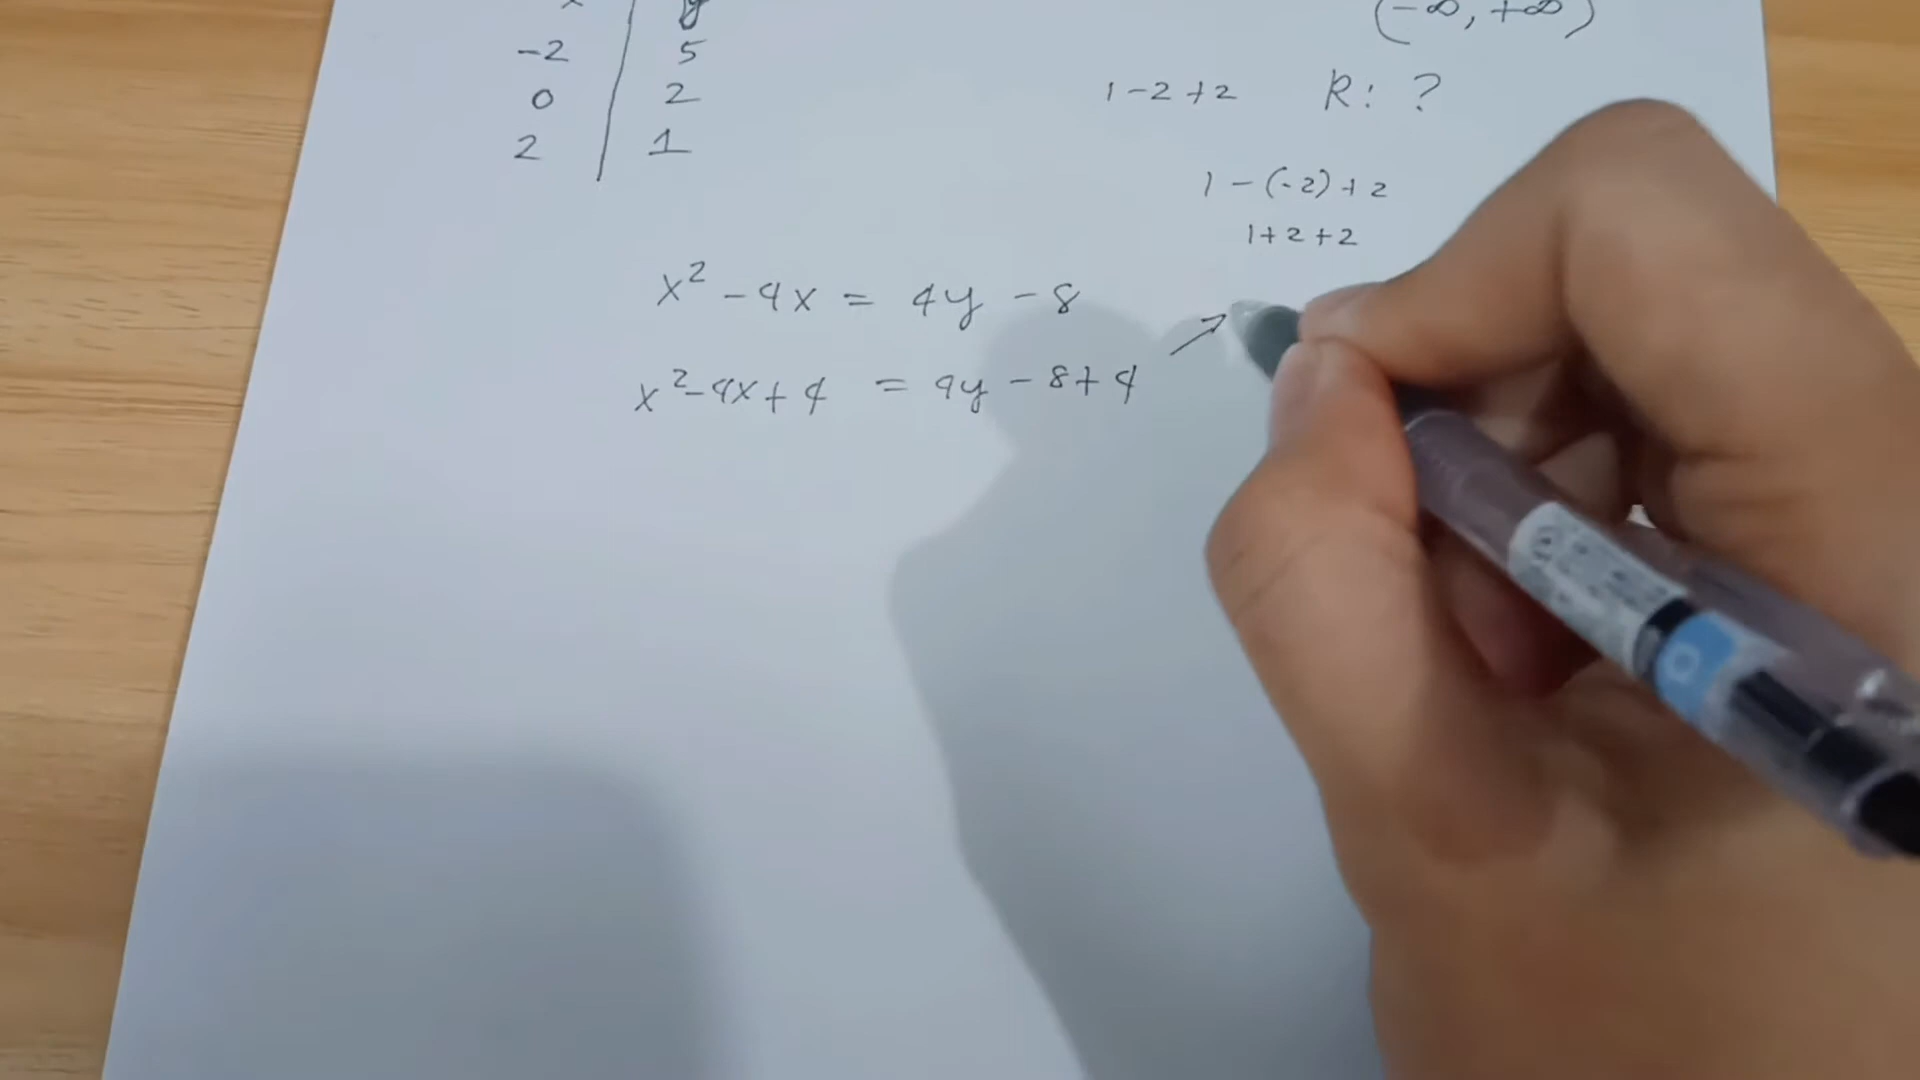 x y
-2 5
0 2
2 1
(-∞, +∞)
1-2+2 R: ?
1-(-2)+2
1+2+2
x² - 4x = 4y - 8
x² - 4x + 4 = 4y - 8 + 4